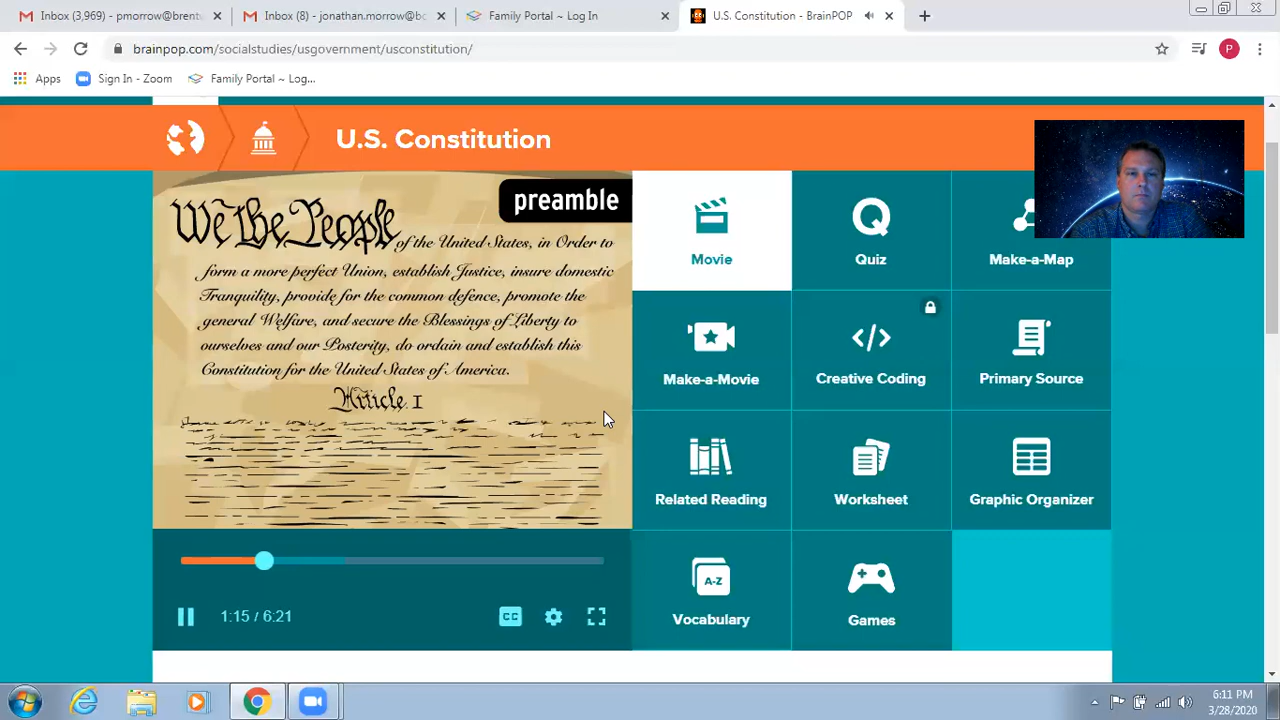 Inbox (3,969) - pmorrow@brent
Inbox (8) - jonathan.morrow@b
Family Portal ~ Log In
U.S. Constitution - BrainPOP
brainpop.com/socialstudies/usgovernment/usconstitution/
P
Apps
Sign In - Zoom
Family Portal ~ Log...
U.S. Constitution
preamble
We the People of the United States, in Order to
form a more perfect Union, establish Justice, insure domestic
Tranquility, provide for the common defence, promote the
general Welfare, and secure the Blessings of Liberty to
ourselves and our Posterity, do ordain and establish this
Constitution for the United States of America.
Article. I
Movie
Quiz
Make-a-Map
Make-a-Movie
Creative Coding
Primary Source
Related Reading
Worksheet
Graphic Organizer
A-Z
Vocabulary
Games
1:15 / 6:21
CC
6:11 PM
3/28/2020